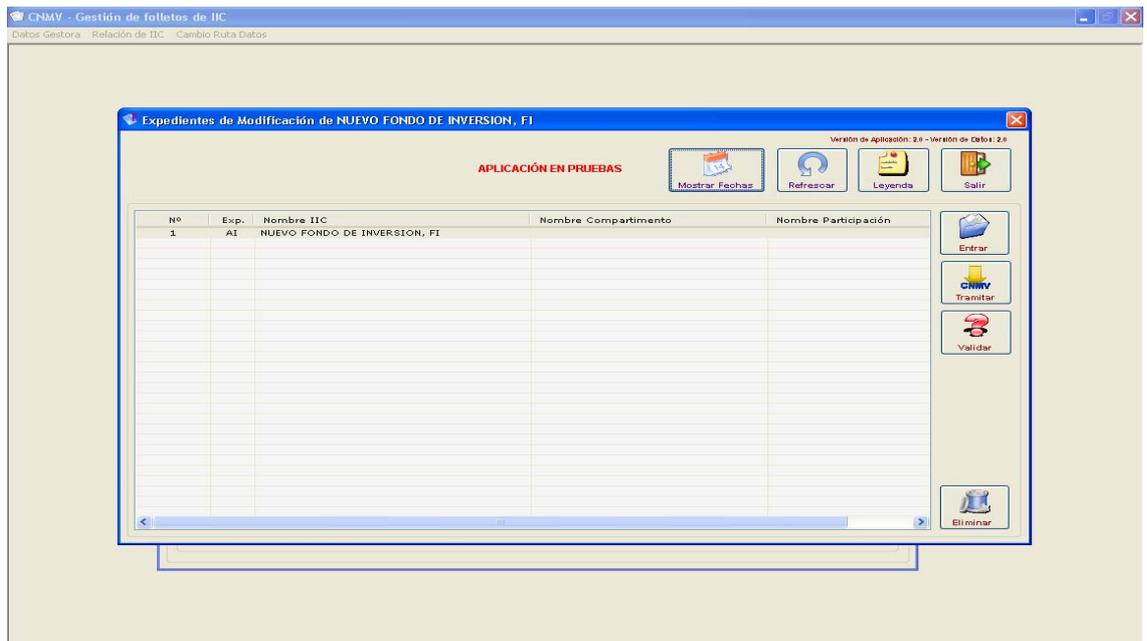 CNMV - Gestión de folletos de IIC
Datos Gestora Relación de IIC Cambio Ruta Datos
Expedientes de Modificación de NUEVO FONDO DE INVERSION, FI
Versión de Aplicación: 2.0 - Versión de Datos: 2.0
APLICACIÓN EN PRUEBAS
Mostrar Fechas
Refrescar
Leyenda
Salir
Nº Exp. Nombre IIC Nombre Compartimento Nombre Participación
1 AI NUEVO FONDO DE INVERSION, FI
Entrar
CNMV
Tramitar
Validar
Eliminar